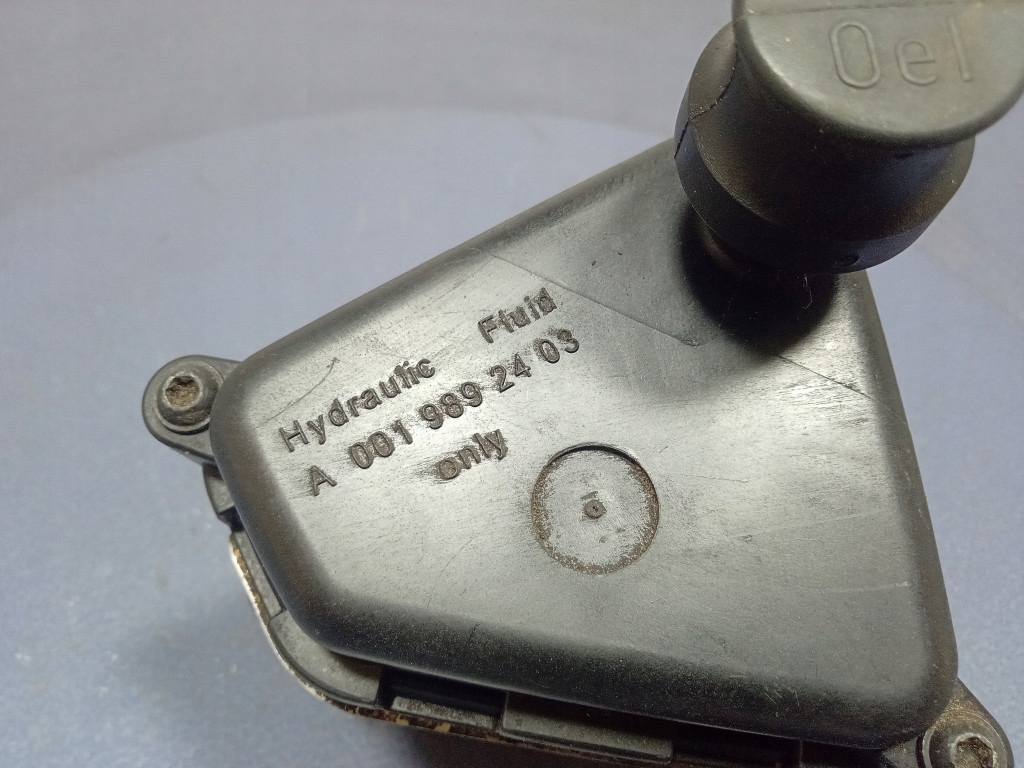 Oel
Hydraulic Fluid
A 001 989 24 03
only